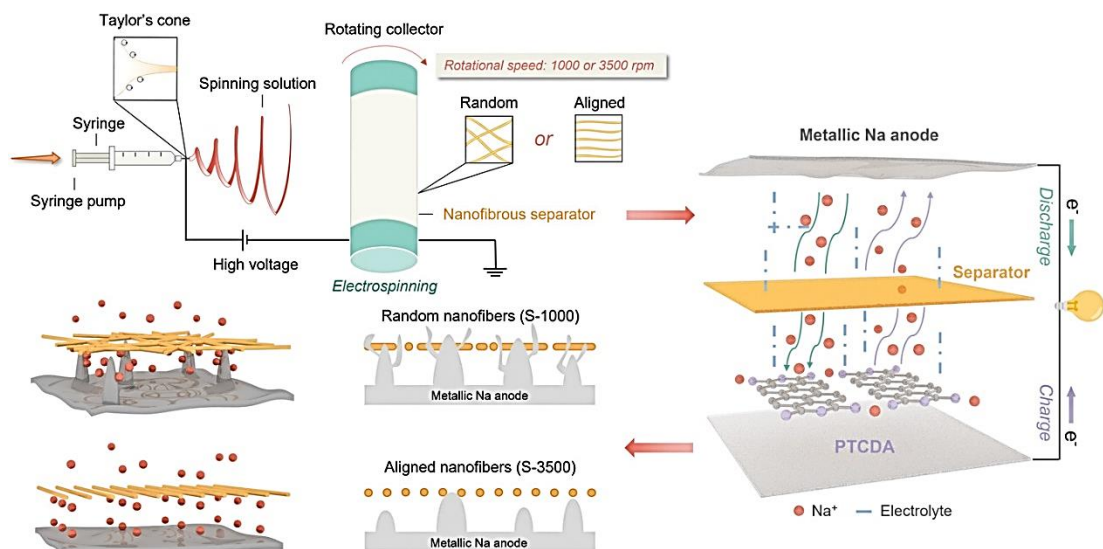 Taylor's cone
Rotating collector
Rotational speed: 1000 or 3500 rpm
Spinning solution
Random
Aligned
or
Syringe
Syringe pump
Nanofibrous separator
High voltage
Electrospinning
Metallic Na anode
Discharge
e-
Separator
Charge
e-
PTCDA
Na⁺
Electrolyte
Random nanofibers (S-1000)
Metallic Na anode
Aligned nanofibers (S-3500)
Metallic Na anode